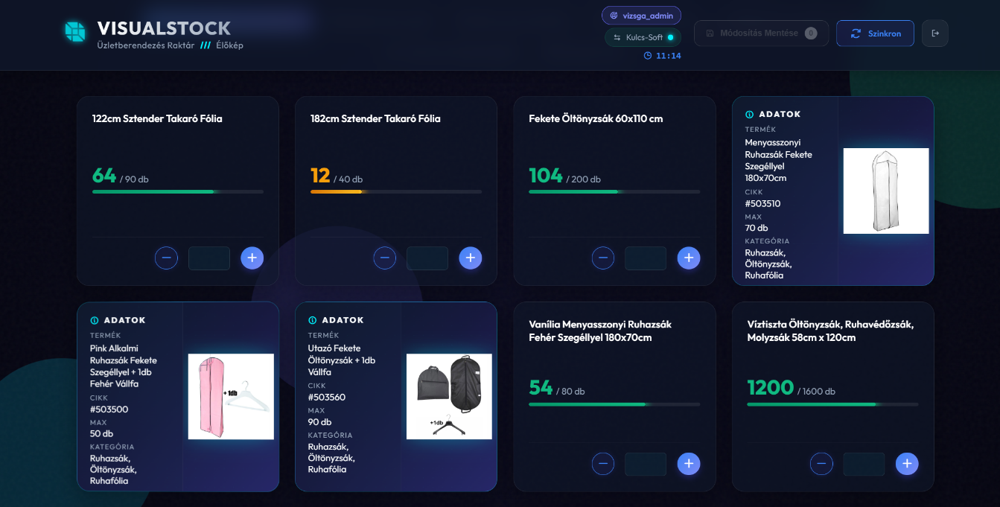 VISUALSTOCK
Üzletberendezés Raktár /// Élőkép
vizsga_admin
Kulcs-Soft
11:14
Módosítás Mentése 0
Szinkron
122cm Sztender Takaró Fólia
64 / 90 db
182cm Sztender Takaró Fólia
12 / 40 db
Fekete Öltönyzsák 60x110 cm
104 / 200 db
ADATOK
TERMÉK
Menyasszonyi
Ruhazsák Fekete
Szegéllyel
180x70cm
CIKK
#503510
MAX
70 db
KATEGÓRIA
Ruhazsák,
Öltönyzsák,
Ruhafólia
ADATOK
TERMÉK
Pink Alkalmi
Ruhazsák Fekete
Szegéllyel + 1db
Fehér Vállfa
CIKK
#503500
MAX
50 db
KATEGÓRIA
Ruhazsák,
Öltönyzsák,
Ruhafólia
+ 1db
ADATOK
TERMÉK
Utazó Fekete
Öltönyzsák + 1db
Vállfa
CIKK
#503560
MAX
90 db
KATEGÓRIA
Ruhazsák,
Öltönyzsák,
Ruhafólia
+1db
Vanília Menyasszonyi Ruhazsák
Fehér Szegéllyel 180x70cm
54 / 80 db
Víztiszta Öltönyzsák, Ruhavédőzsák,
Molyzsák 58cm x 120cm
1200 / 1600 db